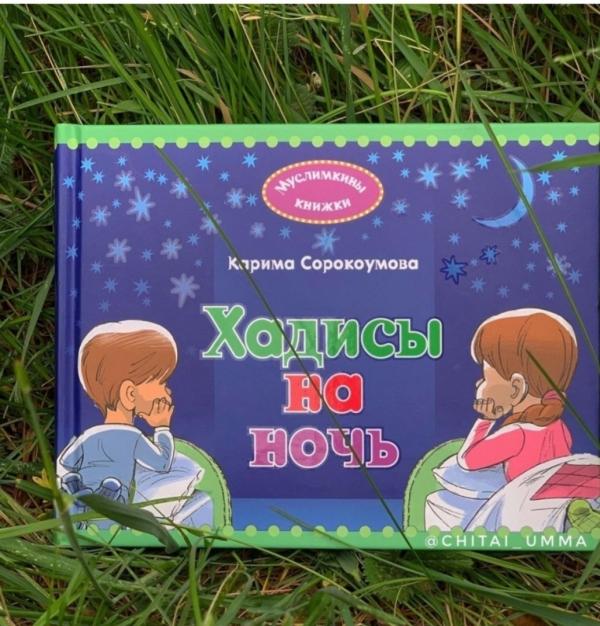 Муслимкины
книжки
Карима Сорокоумова
Хадисы
на
ночь
@CHITAI_UMMA